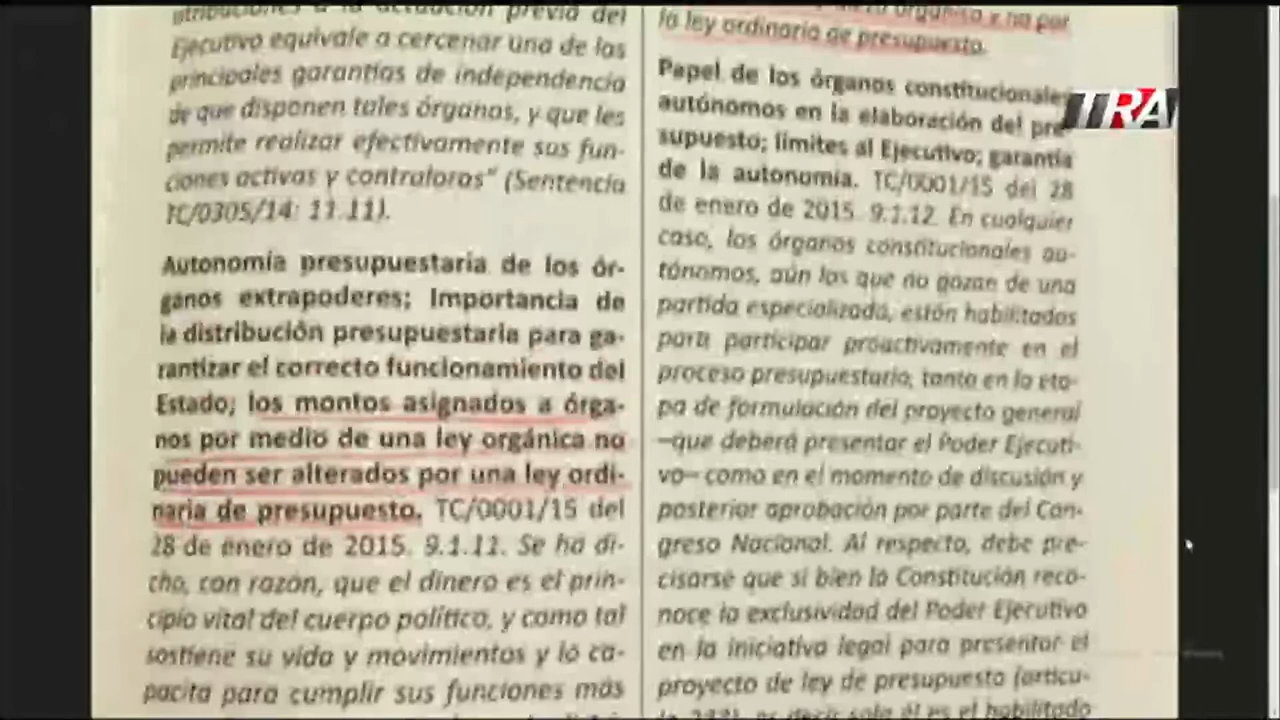 atribuciones a la actuación previa del
Ejecutivo equivale a cercenar una de las
principales garantías de independencia
de que disponen tales órganos, y que les
permite realizar efectivamente sus fun-
ciones activas y contraloras" (Sentencia
TC/0305/14: 11.11).
Autonomía presupuestaria de los ór-
ganos extrapoderes; Importancia de
la distribución presupuestaria para ga-
rantizar el correcto funcionamiento del
Estado; los montos asignados a órga-
nos por medio de una ley orgánica no
pueden ser alterados por una ley ordi-
naria de presupuesto. TC/0001/15 del
28 de enero de 2015. 9.1.11. Se ha di-
cho, con razón, que el dinero es el prin-
cipio vital del cuerpo político, y como tal
sostiene su vida y movimientos y lo ca-
pacita para cumplir sus funciones más
orgánica y no por
la ley ordinaria de presupuesto.
Papel de los órganos constitucionales
autónomos en la elaboración del pre-
supuesto; límites al Ejecutivo; garantía
de la autonomía. TC/0001/15 del 28
de enero de 2015. 9.1.12. En cualquier
caso, los órganos constitucionales au-
tónomos, aún los que no gozan de una
partida especializada, están habilitados
para participar proactivamente en el
proceso presupuestario, tanto en la eta-
pa de formulación del proyecto general
–que deberá presentar el Poder Ejecuti-
vo– como en el momento de discusión y
posterior aprobación por parte del Con-
greso Nacional. Al respecto, debe pre-
cisarse que si bien la Constitución reco-
noce la exclusividad del Poder Ejecutivo
en la iniciativa legal para presentar el
proyecto de ley de presupuesto (artícu-
es decir solo él es el habilitado
TRA